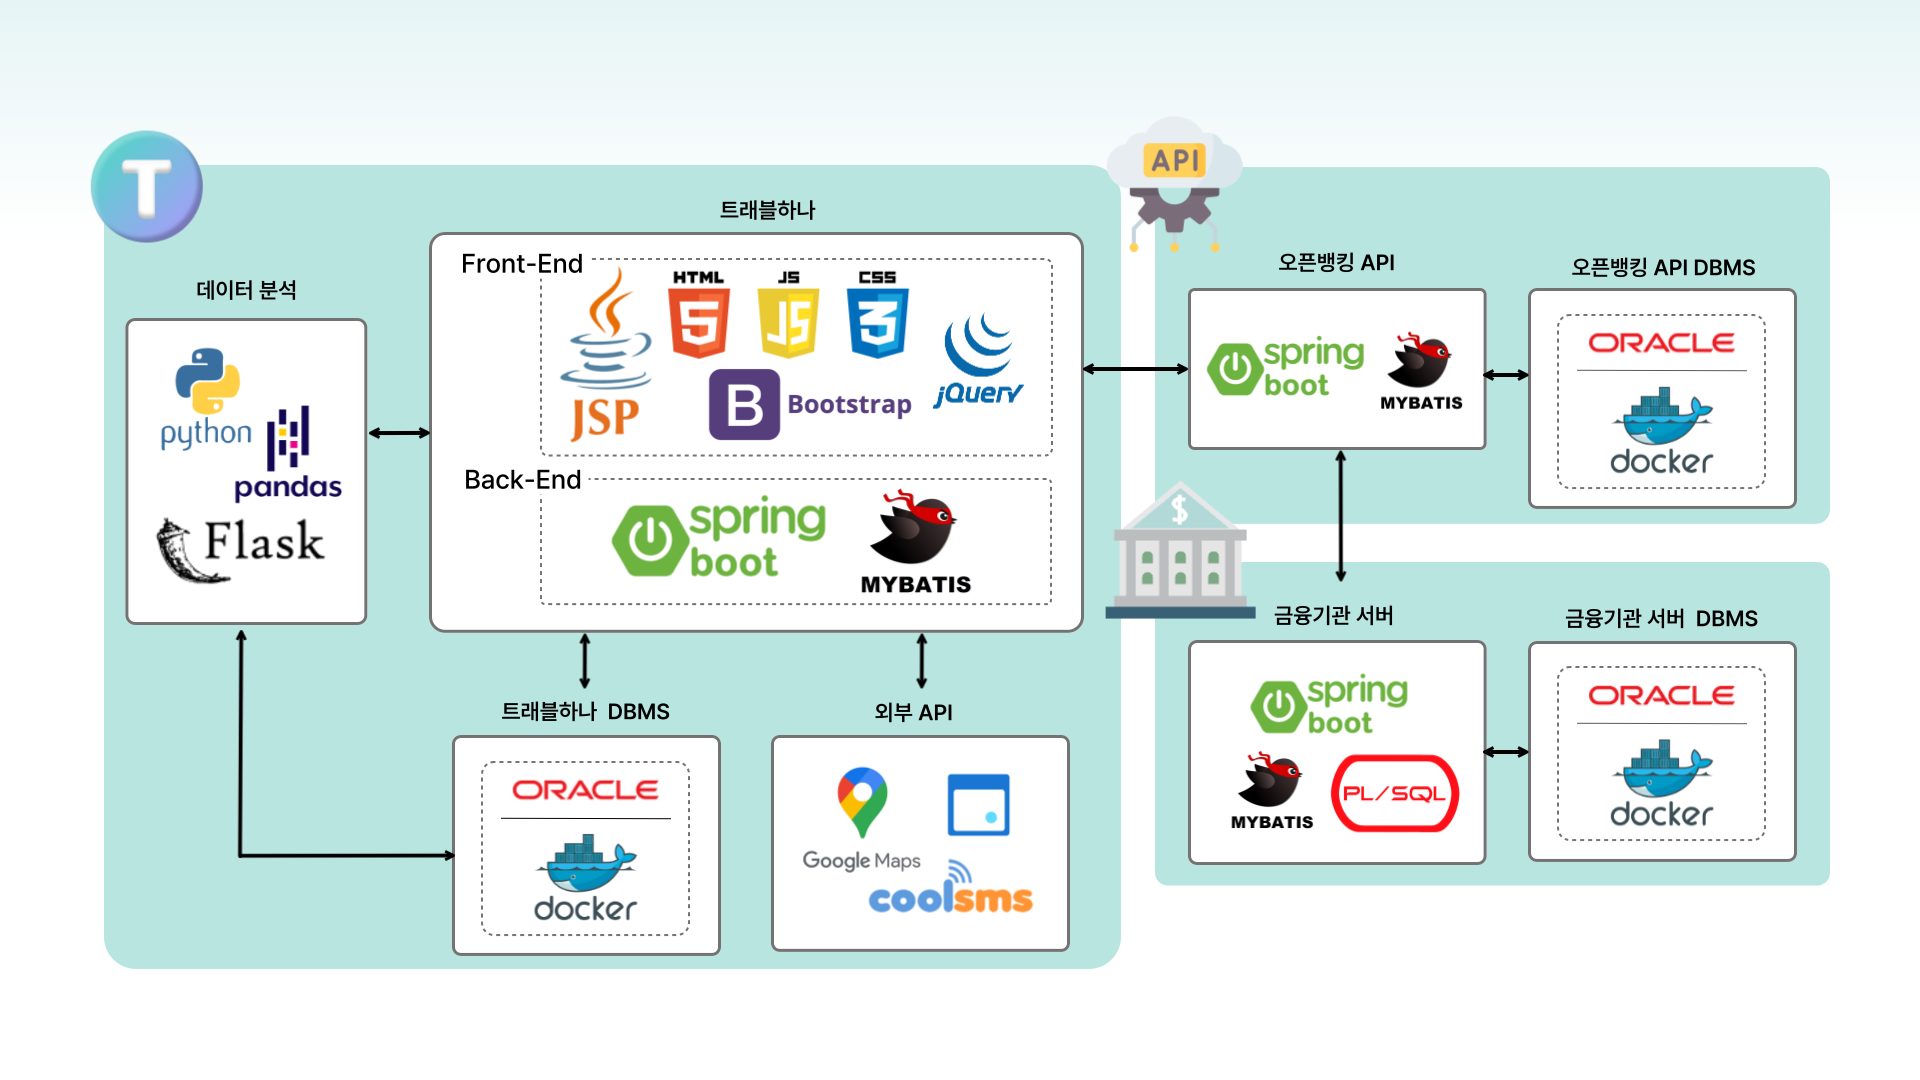 T
트래블하나
Front-End
HTML
JS
CSS
5
JS
3
JSP
B Bootstrap
jQuery
Back-End
spring
boot
MYBATIS
데이터 분석
python
pandas
Flask
트래블하나 DBMS
ORACLE
docker
외부 API
Google Maps
coolsms
API
오픈뱅킹 API
spring
boot
MYBATIS
오픈뱅킹 API DBMS
ORACLE
docker
$
금융기관 서버
spring
boot
MYBATIS
PL/SQL
금융기관 서버 DBMS
ORACLE
docker